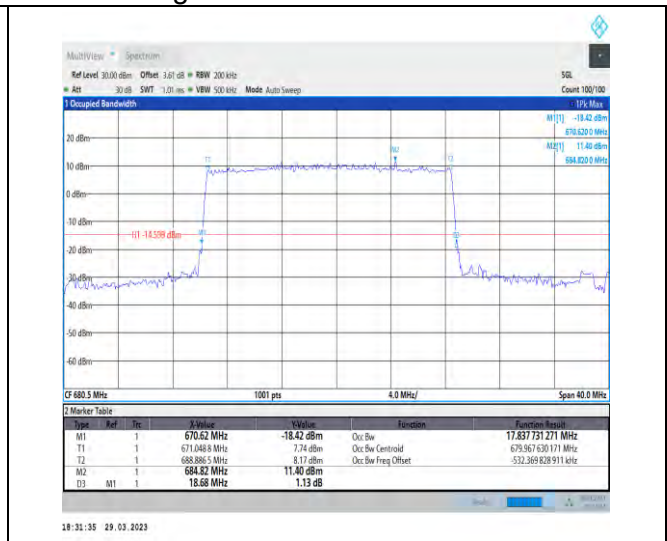 MultiView Spectrum
Ref Level 30.00 dBm Offset 3.61 dB RBW 200 kHz SGL
Att 30 dB SWT 1.01 ms VBW 500 kHz Mode Auto Sweep Count 100/100
1 Occupied Bandwidth 1Pk Max
M1[1] -18.42 dBm
670.620 0 MHz
M2[1] 11.40 dBm
684.820 0 MHz
20 dBm
M2
T1 T2
10 dBm
0 dBm
-10 dBm
H1 -14.599 dBm M1 D3
-20 dBm
-30 dBm
-40 dBm
-50 dBm
-60 dBm
CF 680.5 MHz 1001 pts 4.0 MHz/ Span 40.0 MHz
2 Marker Table
Type Ref Trc X-Value Y-Value Function Function Result
M1 1 670.62 MHz -18.42 dBm Occ Bw 17.837 731 271 MHz
T1 1 671.048 8 MHz 7.74 dBm Occ Bw Centroid 679.967 630 171 MHz
T2 1 688.886 5 MHz 8.17 dBm Occ Bw Freq Offset -532.369 828 911 kHz
M2 1 684.82 MHz 11.40 dBm
D3 M1 1 18.68 MHz 1.13 dB
18:31:35 29.03.2023